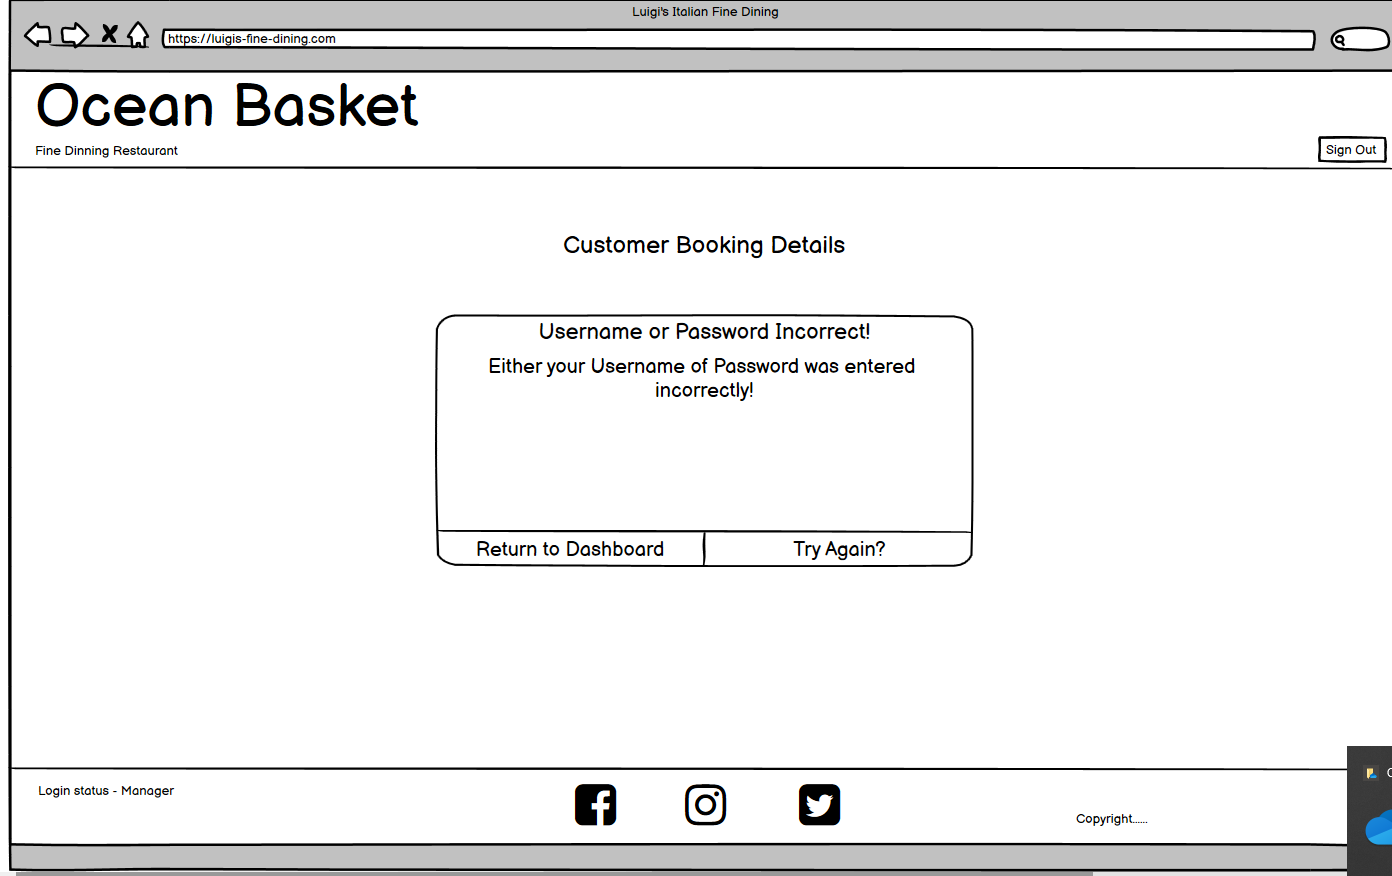 Luigi's Italian Fine Dining
https://luigis-fine-dining.com
Ocean Basket
Fine Dinning Restaurant
Sign Out
Customer Booking Details
Username or Password Incorrect!
Either your Username of Password was entered
incorrectly!
Return to Dashboard
Try Again?
Login status - Manager
Copyright......